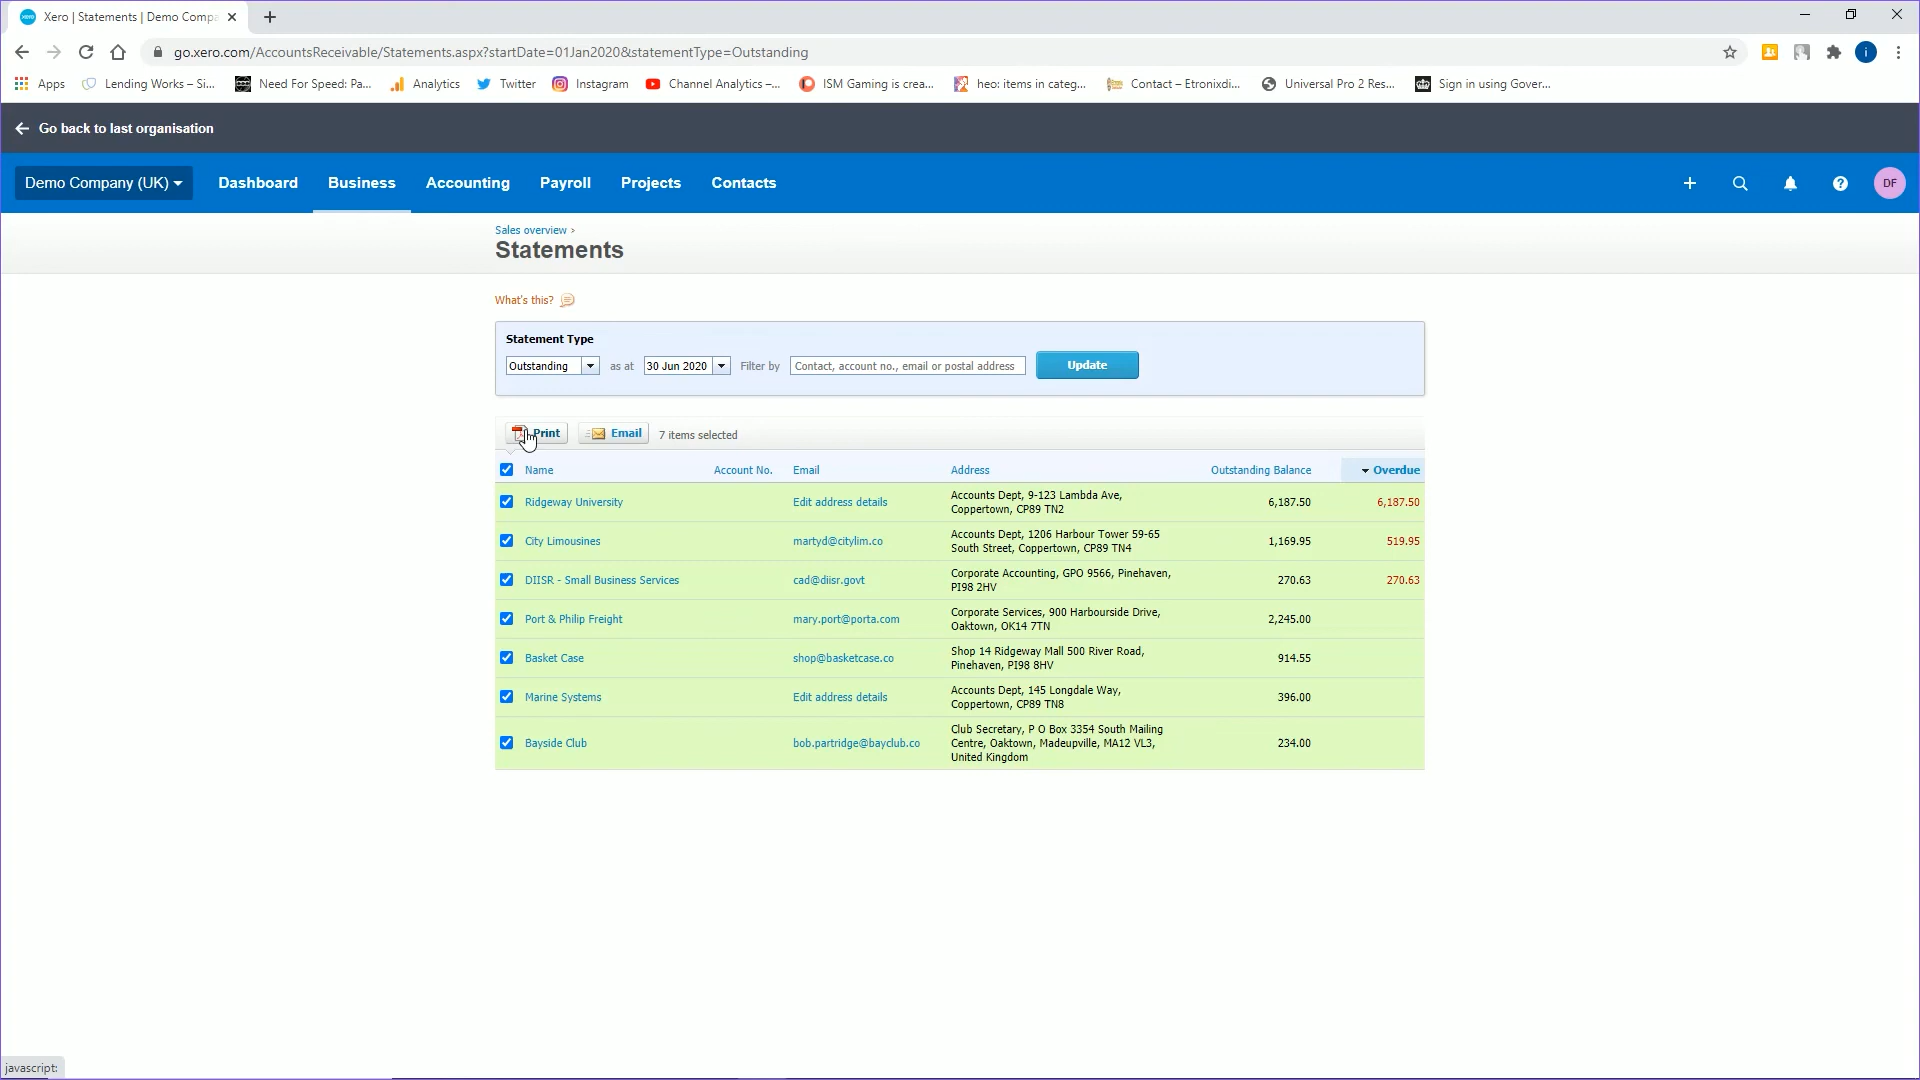 Xero | Statements | Demo Compa
go.xero.com/AccountsReceivable/Statements.aspx?startDate=01Jan2020&statementType=Outstanding
Apps Lending Works – Si... Need For Speed: Pa... Analytics Twitter Instagram Channel Analytics –... ISM Gaming is crea... heo: items in categ... Contact – Etronixdi... Universal Pro 2 Res... Sign in using Gover...
Go back to last organisation
Demo Company (UK) Dashboard Business Accounting Payroll Projects Contacts DF
Sales overview ›
Statements
What's this?
Statement Type
Outstanding as at 30 Jun 2020 Filter by Contact, account no., email or postal address Update
Print Email 7 items selected
Name Account No. Email Address Outstanding Balance Overdue
Ridgeway University Edit address details Accounts Dept, 9-123 Lambda Ave, 6,187.50 6,187.50
Coppertown, CP89 TN2
City Limousines martyd@citylim.co Accounts Dept, 1206 Harbour Tower 59-65 1,169.95 519.95
South Street, Coppertown, CP89 TN4
DIISR - Small Business Services cad@diisr.govt Corporate Accounting, GPO 9566, Pinehaven, 270.63 270.63
PI98 2HV
Port & Philip Freight mary.port@porta.com Corporate Services, 900 Harbourside Drive, 2,245.00
Oaktown, OK14 7TN
Basket Case shop@basketcase.co Shop 14 Ridgeway Mall 500 River Road, 914.55
Pinehaven, PI98 8HV
Marine Systems Edit address details Accounts Dept, 145 Longdale Way, 396.00
Coppertown, CP89 TN8
Bayside Club bob.partridge@bayclub.co Club Secretary, P O Box 3354 South Mailing 234.00
Centre, Oaktown, Madeupville, MA12 VL3,
United Kingdom
javascript: